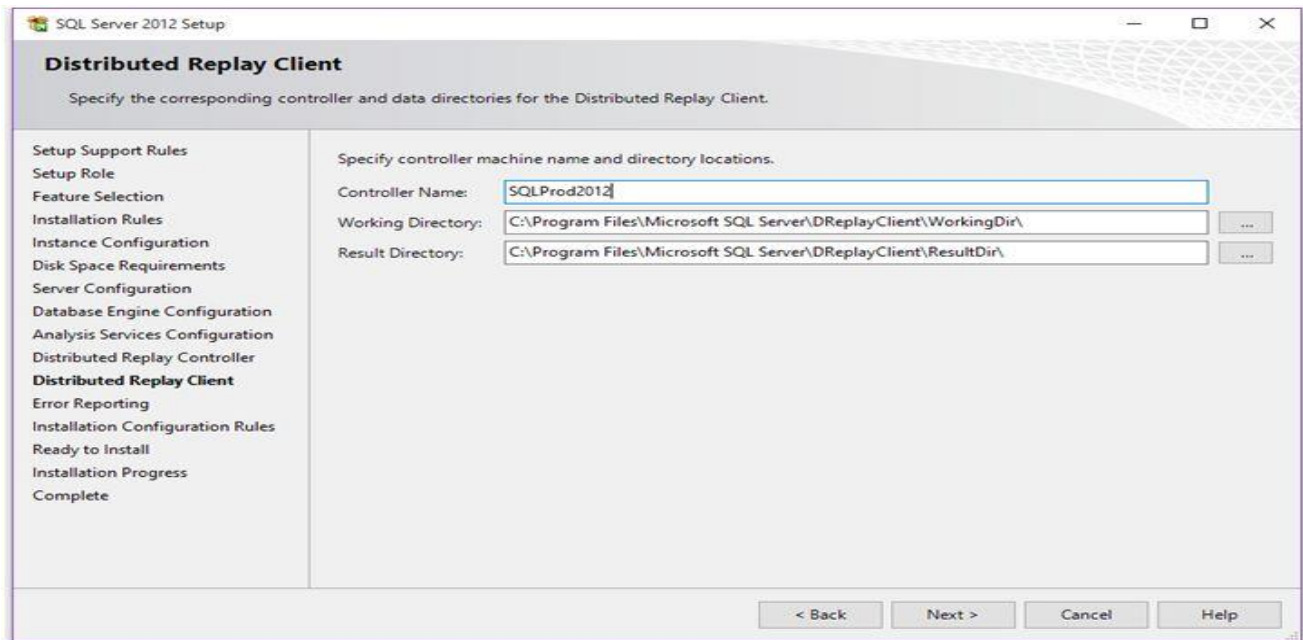 SQL Server 2012 Setup
Distributed Replay Client
Specify the corresponding controller and data directories for the Distributed Replay Client.
Setup Support Rules
Setup Role
Feature Selection
Installation Rules
Instance Configuration
Disk Space Requirements
Server Configuration
Database Engine Configuration
Analysis Services Configuration
Distributed Replay Controller
Distributed Replay Client
Error Reporting
Installation Configuration Rules
Ready to Install
Installation Progress
Complete
Specify controller machine name and directory locations.
Controller Name: SQLProd2012
Working Directory: C:\Program Files\Microsoft SQL Server\DReplayClient\WorkingDir\ ...
Result Directory: C:\Program Files\Microsoft SQL Server\DReplayClient\ResultDir\ ...
< Back Next > Cancel Help